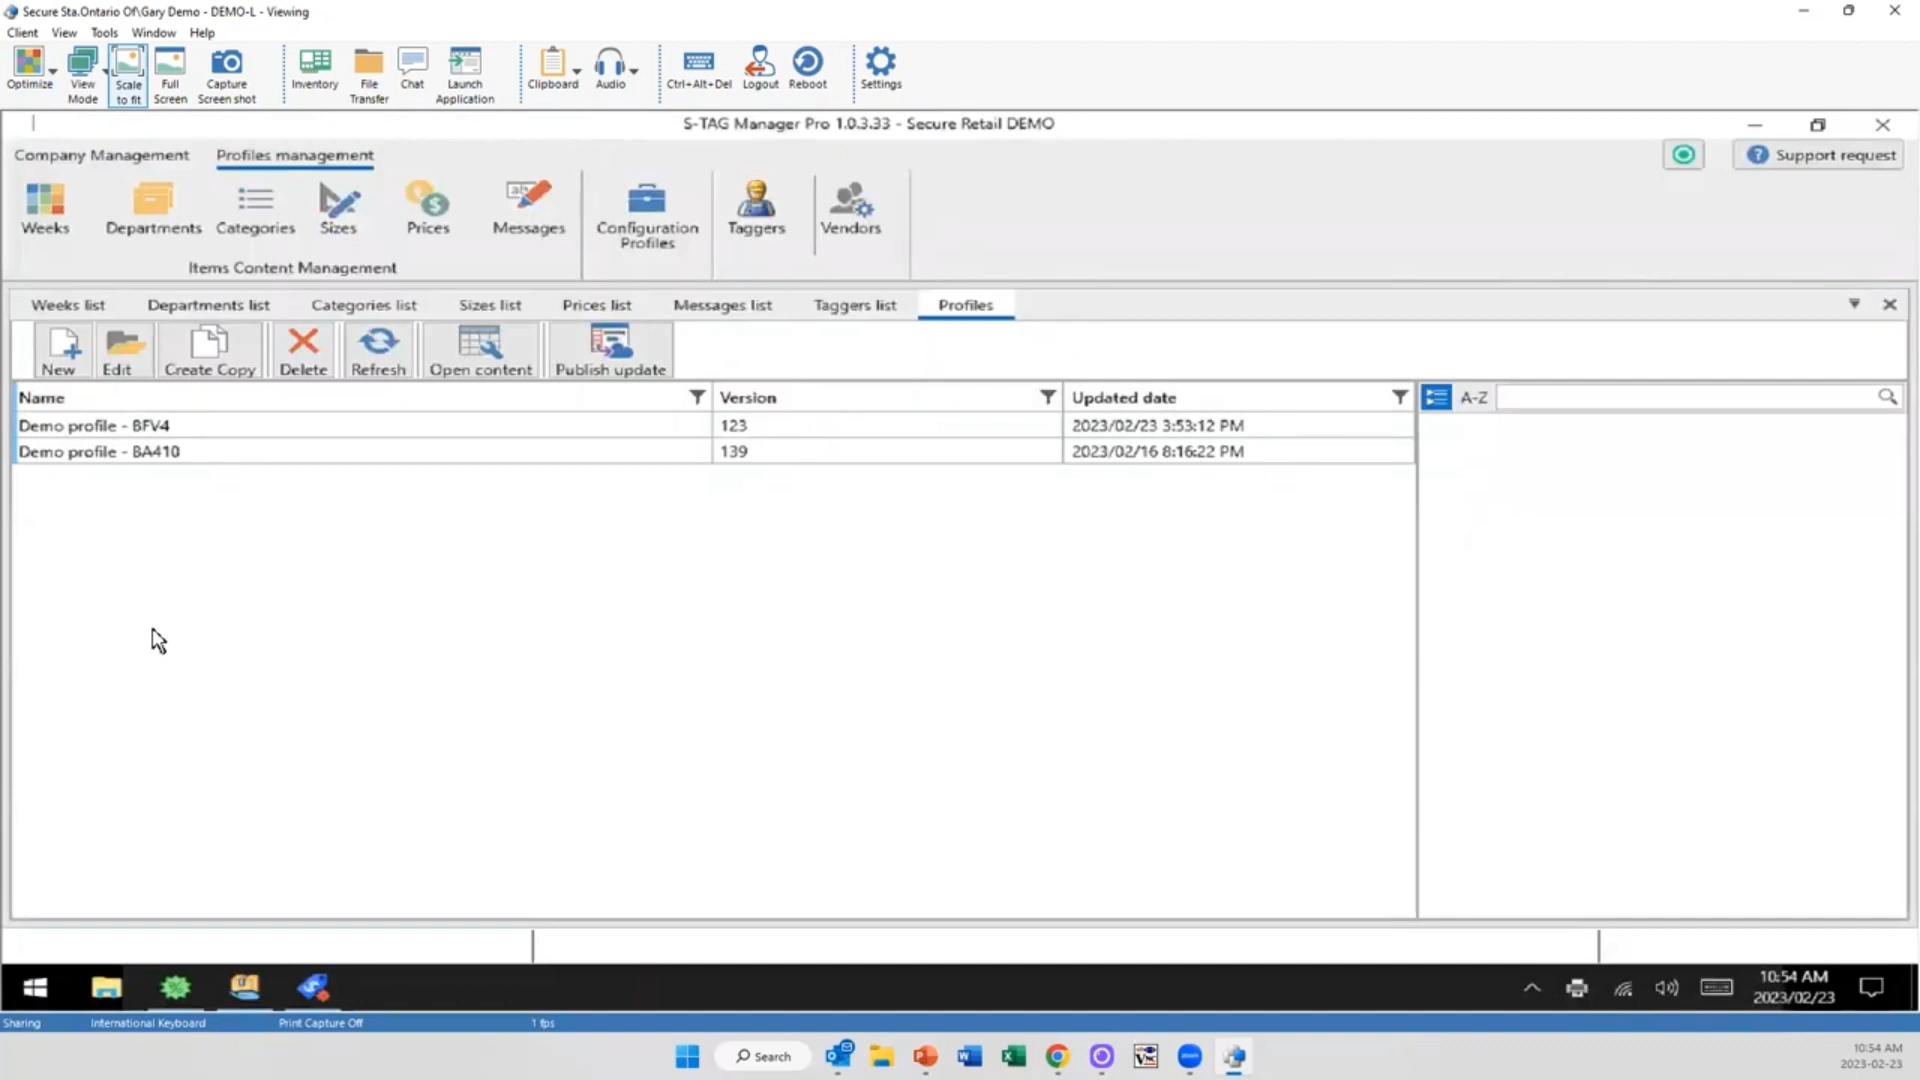 Secure Sta.Ontario Of\Gary Demo - DEMO-L - Viewing
Client View Tools Window Help
Optimize View Mode Scale to fit Full Screen Capture Screen shot Inventory File Transfer Chat Launch Application Clipboard Audio Ctrl+Alt+Del Logout Reboot Settings
S-TAG Manager Pro 1.0.3.33 - Secure Retail DEMO
Company Management Profiles management ? Support request
Weeks Departments Categories Sizes Prices Messages Configuration Profiles Taggers Vendors
Items Content Management
Weeks list Departments list Categories list Sizes list Prices list Messages list Taggers list Profiles
New Edit Create Copy Delete Refresh Open content Publish update
Name Version Updated date A-Z
Demo profile - BFV4 123 2023/02/23 3:53:12 PM
Demo profile - BA410 139 2023/02/16 8:16:22 PM
10:54 AM
2023/02/23
Sharing International Keyboard Print Capture Off 1 fps
Search
10:54 AM
2023-02-23